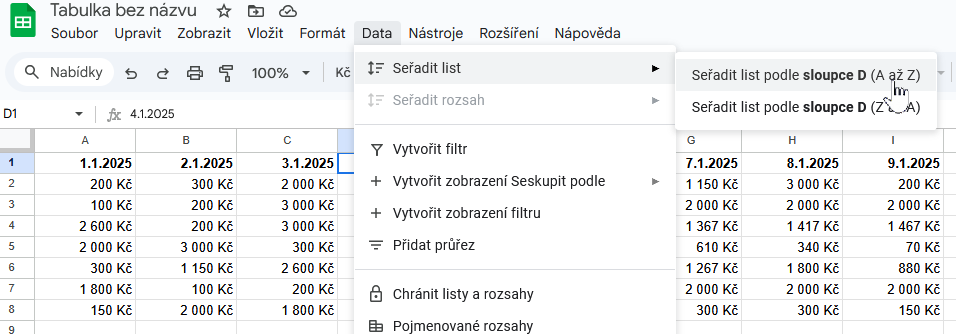 Tabulka bez názvu
Soubor Upravit Zobrazit Vložit Formát Data Nástroje Rozšíření Nápověda
Nabídky 100% Kč
Seřadit list
Seřadit list podle sloupce D (A až Z)
Seřadit rozsah
Seřadit list podle sloupce D (Z až A)
D1 fx 4.1.2025
Vytvořit filtr
Vytvořit zobrazení Seskupit podle
Vytvořit zobrazení filtru
Přidat průřez
Chránit listy a rozsahy
Pojmenované rozsahy
A B C G H I
1 1.1.2025 2.1.2025 3.1.2025 7.1.2025 8.1.2025 9.1.2025
2 200 Kč 300 Kč 2 000 Kč 1 150 Kč 3 000 Kč 200 Kč
3 100 Kč 200 Kč 3 000 Kč 2 000 Kč 2 000 Kč 2 000 Kč
4 2 600 Kč 200 Kč 3 000 Kč 1 367 Kč 1 417 Kč 1 467 Kč
5 2 000 Kč 3 000 Kč 300 Kč 610 Kč 340 Kč 70 Kč
6 300 Kč 1 150 Kč 2 600 Kč 1 267 Kč 1 800 Kč 880 Kč
7 1 800 Kč 100 Kč 200 Kč 2 000 Kč 2 000 Kč 2 000 Kč
8 150 Kč 2 000 Kč 1 800 Kč 300 Kč 300 Kč 150 Kč
9